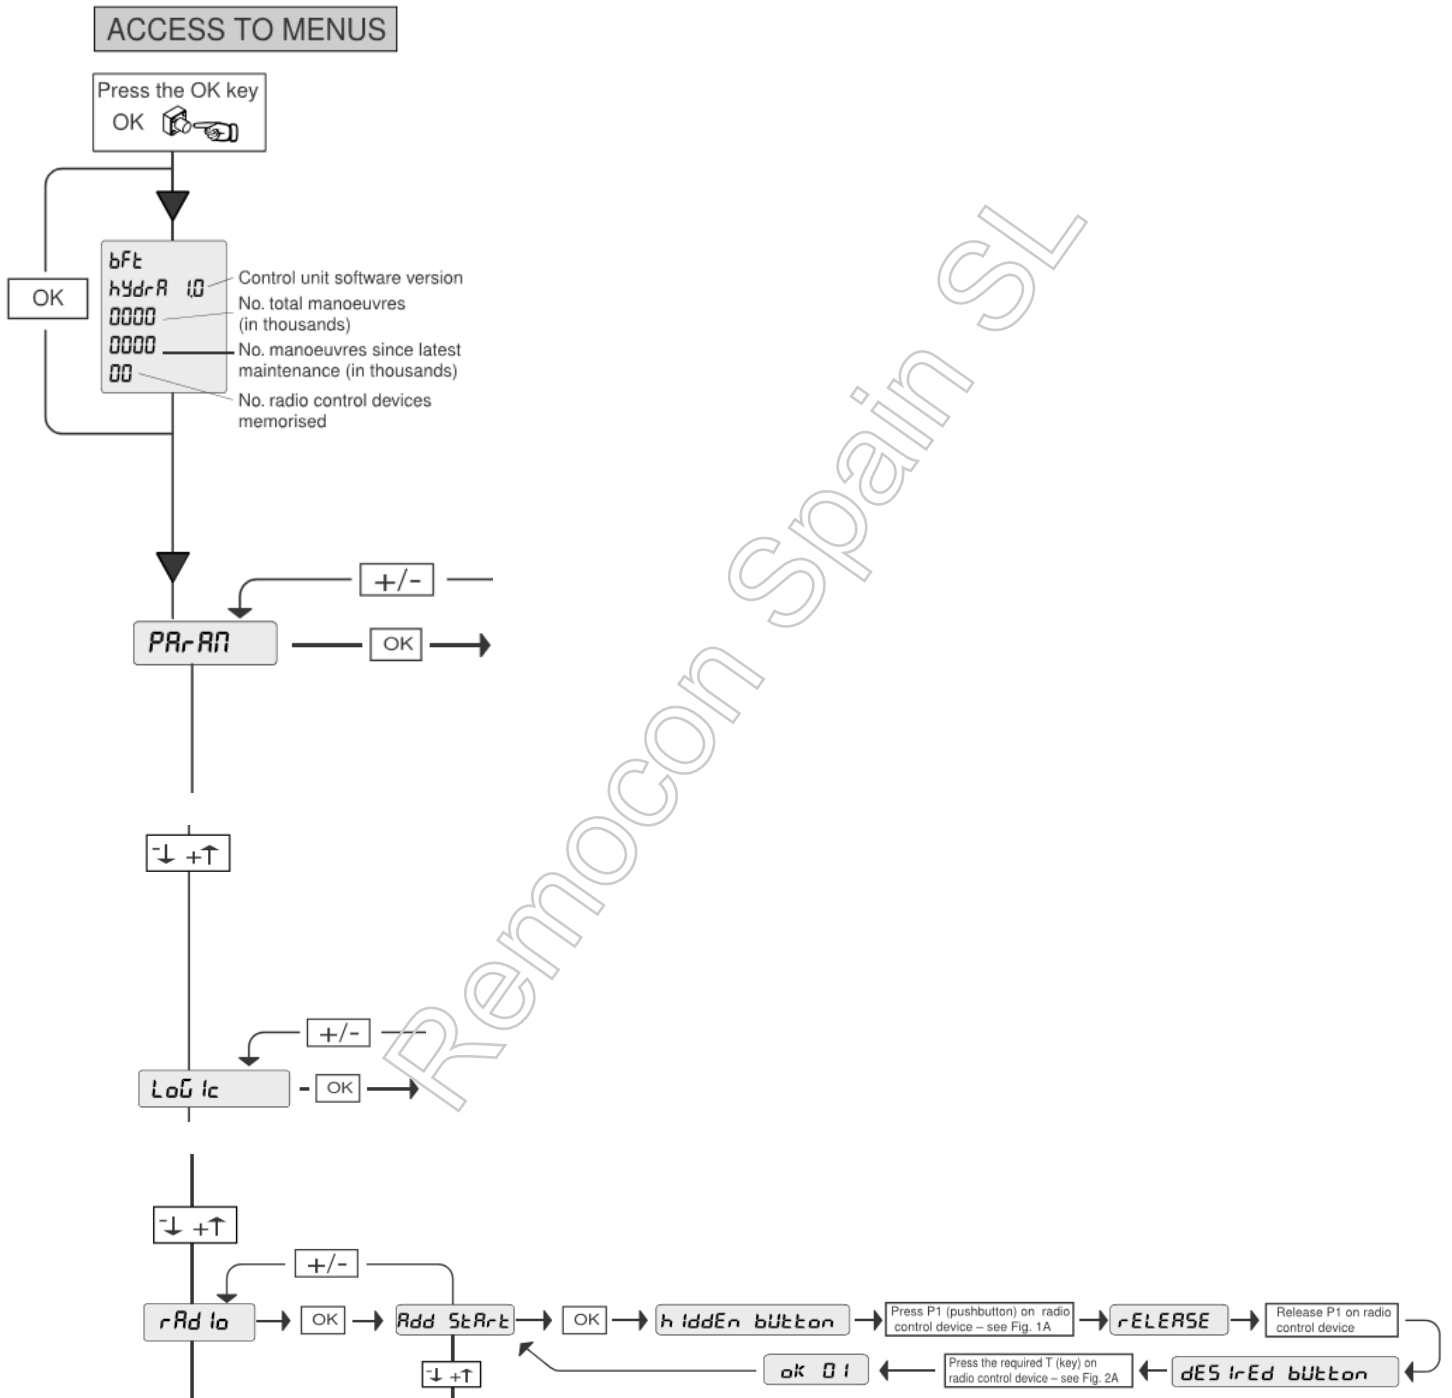 ACCESS TO MENUS
Press the OK key
OK
OK
bFt
hYdrA 1.0
0000
0000
00
Control unit software version
No. total manoeuvres
(in thousands)
No. manoeuvres since latest
maintenance (in thousands)
No. radio control devices
memorised
+/-
PArAM
OK
-↓ +↑
+/-
LoGIc
OK
-↓ +↑
+/-
rAdIo
OK
Add StArt
OK
hIddEn bUtton
Press P1 (pushbutton) on radio
control device – see Fig. 1A
rELEASE
Release P1 on radio
control device
-↓ +↑
oK 01
Press the required T (key) on
radio control device – see Fig. 2A
dESIrEd bUtton
Remocon Spain SL